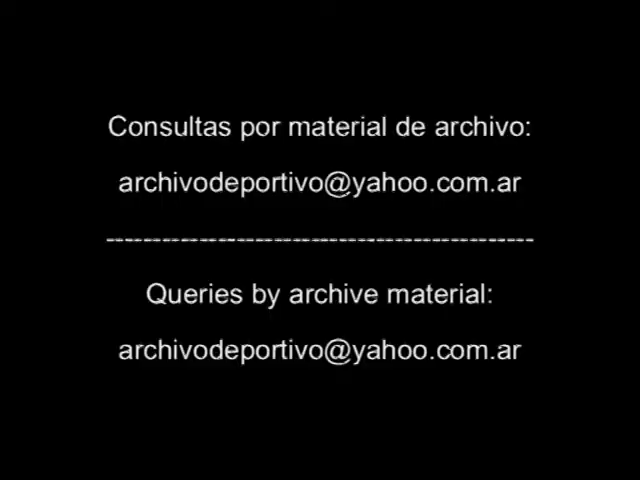 Consultas por material de archivo:
archivodeportivo@yahoo.com.ar
-----------------------------------------------
Queries by archive material:
archivodeportivo@yahoo.com.ar